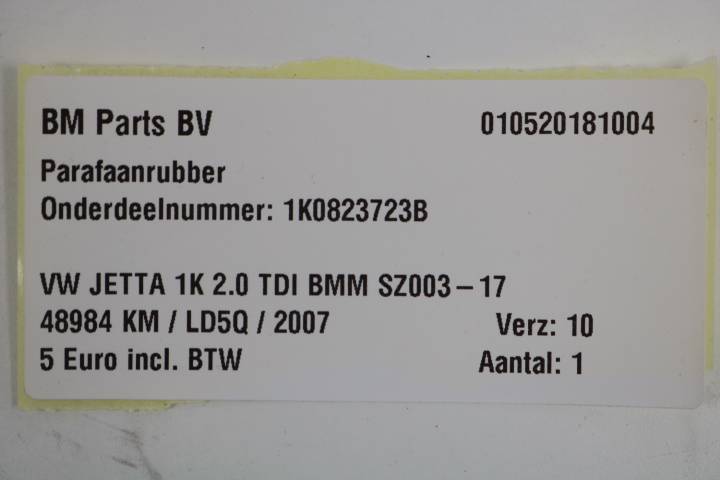 BM Parts BV 010520181004
Parafaanrubber
Onderdeelnummer: 1K0823723B
VW JETTA 1K 2.0 TDI BMM SZ003-17
48984 KM / LD5Q / 2007 Verz: 10
5 Euro incl. BTW Aantal: 1